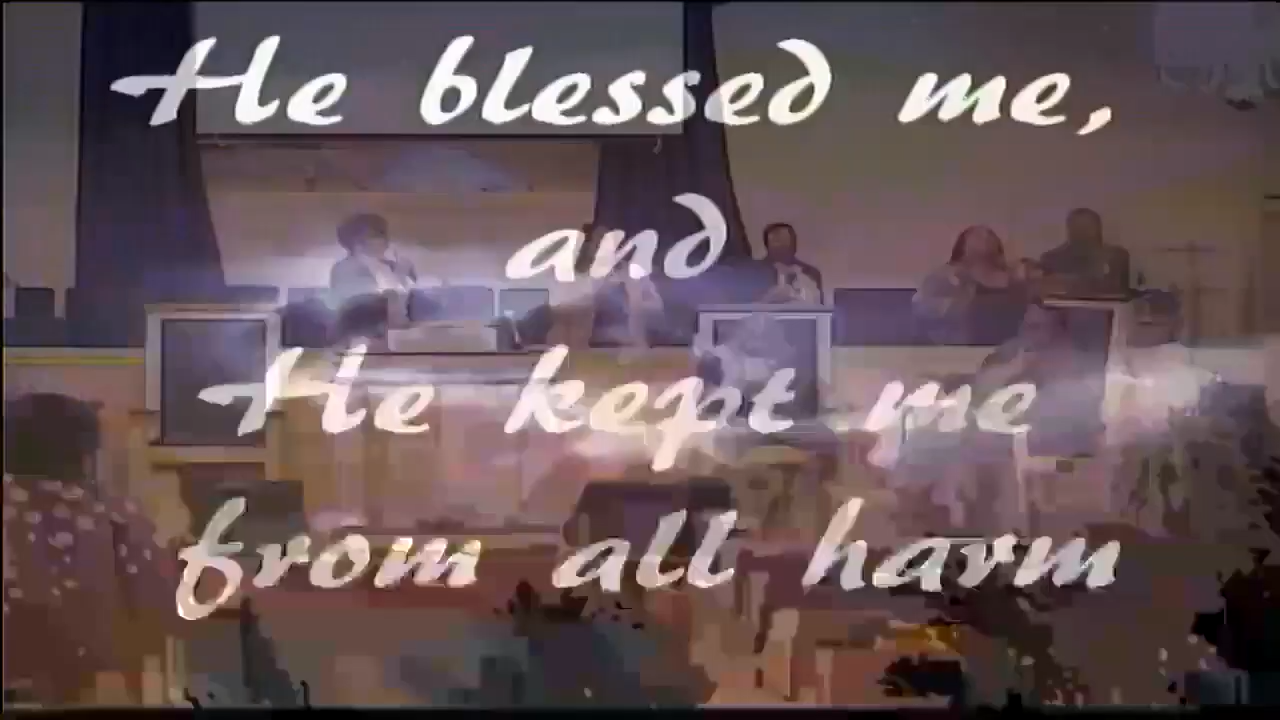 He blessed me,
and
He kept me
from all harm